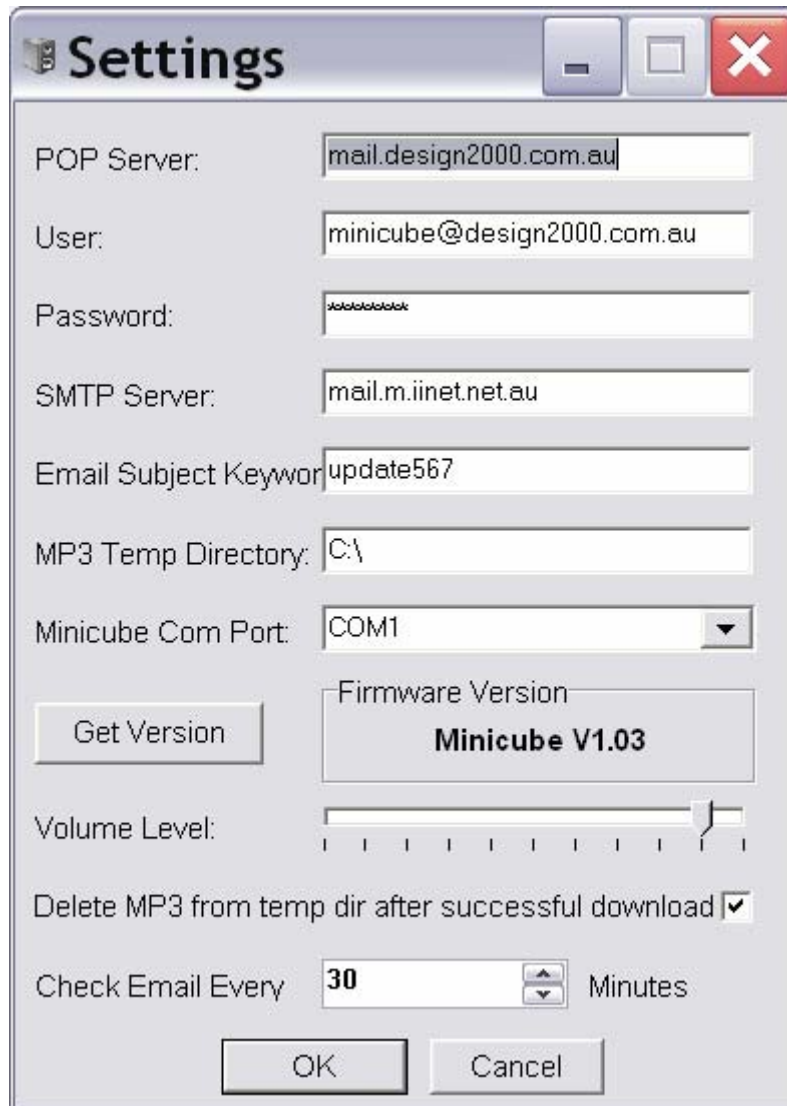 Settings
POP Server: mail.design2000.com.au
User: minicube@design2000.com.au
Password: *********
SMTP Server: mail.m.iinet.net.au
Email Subject Keywor update567
MP3 Temp Directory: C:\
Minicube Com Port: COM1
Firmware Version
Get Version Minicube V1.03
Volume Level:
Delete MP3 from temp dir after successful download
Check Email Every 30 Minutes
OK Cancel